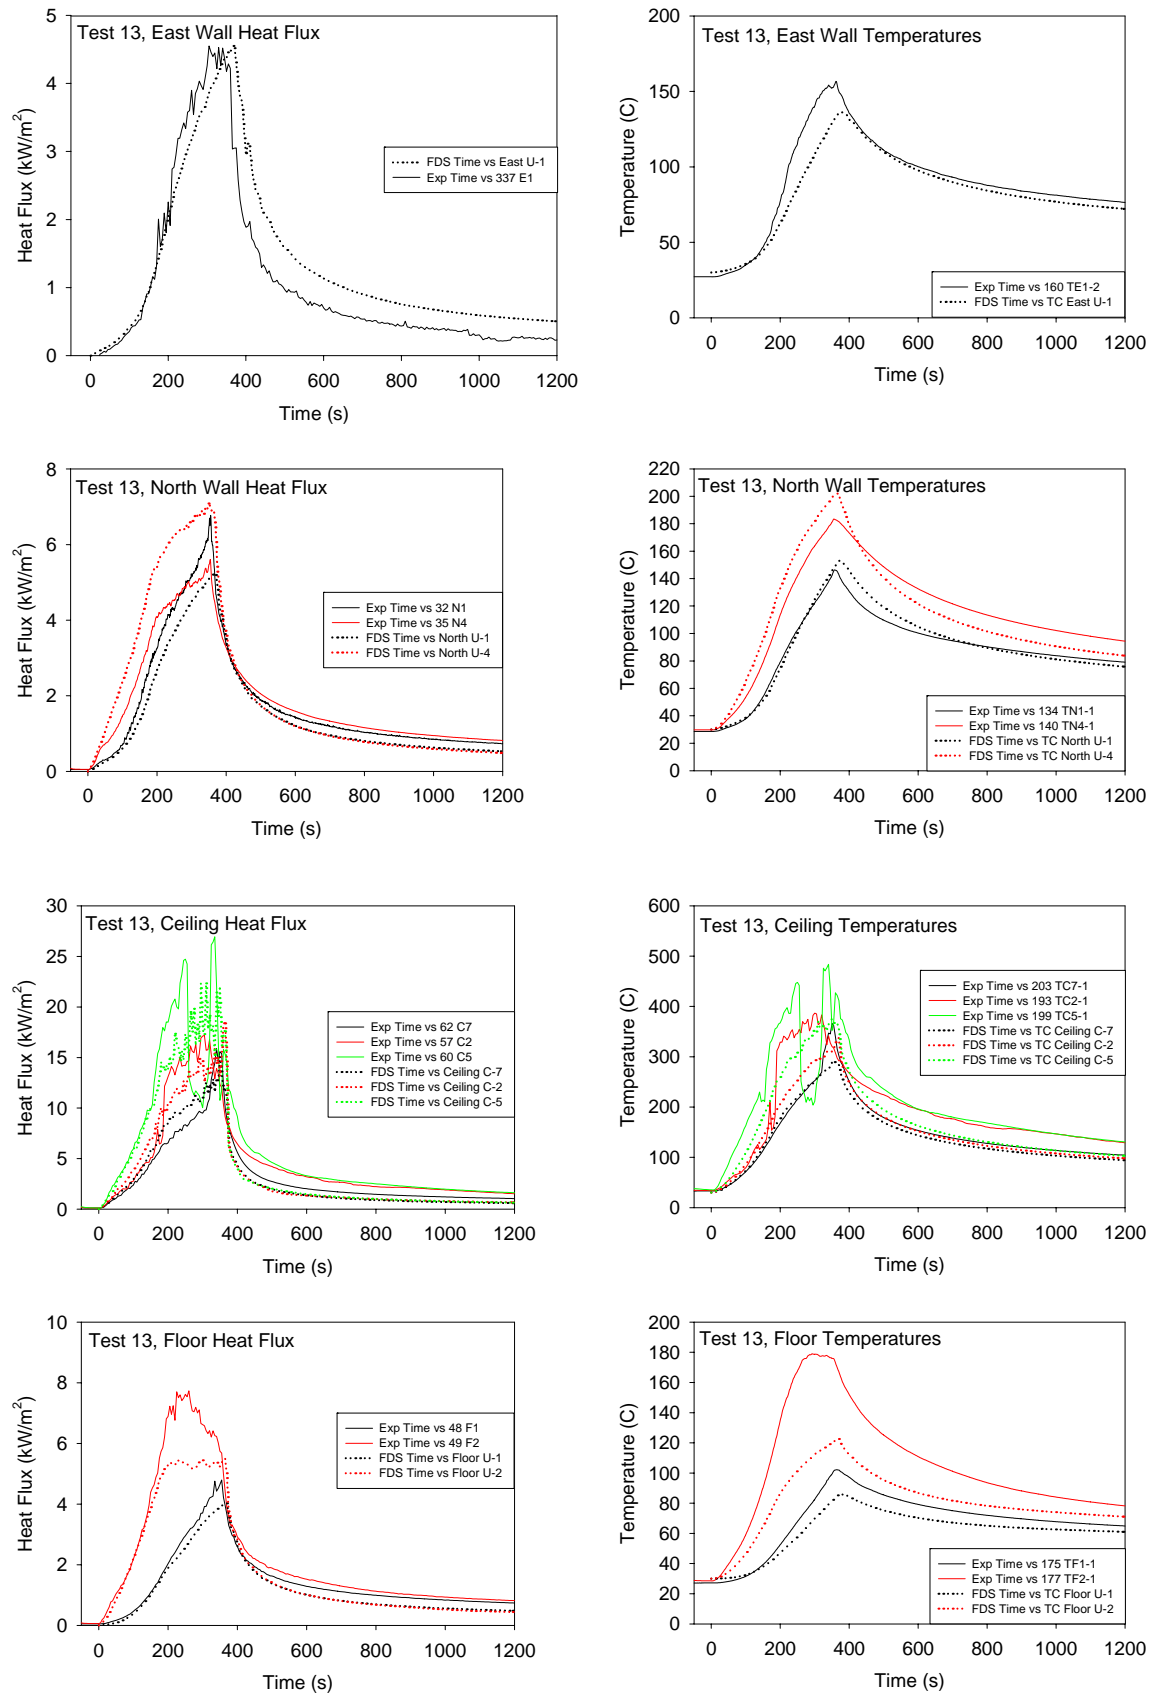 Test 13, East Wall Heat Flux
Heat Flux (kW/m²)
5
4
3
2
1
0
FDS Time vs East U-1
Exp Time vs 337 E1
0 200 400 600 800 1000 1200
Time (s)
Test 13, East Wall Temperatures
Temperature (C)
200
150
100
50
0
Exp Time vs 160 TE1-2
FDS Time vs TC East U-1
0 200 400 600 800 1000 1200
Time (s)
Test 13, North Wall Heat Flux
Heat Flux (kW/m²)
8
6
4
2
0
Exp Time vs 32 N1
Exp Time vs 35 N4
FDS Time vs North U-1
FDS Time vs North U-4
0 200 400 600 800 1000 1200
Time (s)
Test 13, North Wall Temperatures
Temperature (C)
220
200
180
160
140
120
100
80
60
40
20
0
Exp Time vs 134 TN1-1
Exp Time vs 140 TN4-1
FDS Time vs TC North U-1
FDS Time vs TC North U-4
0 200 400 600 800 1000 1200
Time (s)
Test 13, Ceiling Heat Flux
Heat Flux (kW/m²)
30
25
20
15
10
5
0
Exp Time vs 62 C7
Exp Time vs 57 C2
Exp Time vs 60 C5
FDS Time vs Ceiling C-7
FDS Time vs Ceiling C-2
FDS Time vs Ceiling C-5
0 200 400 600 800 1000 1200
Time (s)
Test 13, Ceiling Temperatures
Temperature (C)
600
500
400
300
200
100
0
Exp Time vs 203 TC7-1
Exp Time vs 193 TC2-1
Exp Time vs 199 TC5-1
FDS Time vs TC Ceiling C-7
FDS Time vs TC Ceiling C-2
FDS Time vs TC Ceiling C-5
0 200 400 600 800 1000 1200
Time (s)
Test 13, Floor Heat Flux
Heat Flux (kW/m²)
10
8
6
4
2
0
Exp Time vs 48 F1
Exp Time vs 49 F2
FDS Time vs Floor U-1
FDS Time vs Floor U-2
0 200 400 600 800 1000 1200
Time (s)
Test 13, Floor Temperatures
Temperature (C)
200
180
160
140
120
100
80
60
40
20
0
Exp Time vs 175 TF1-1
Exp Time vs 177 TF2-1
FDS Time vs TC Floor U-1
FDS Time vs TC Floor U-2
0 200 400 600 800 1000 1200
Time (s)